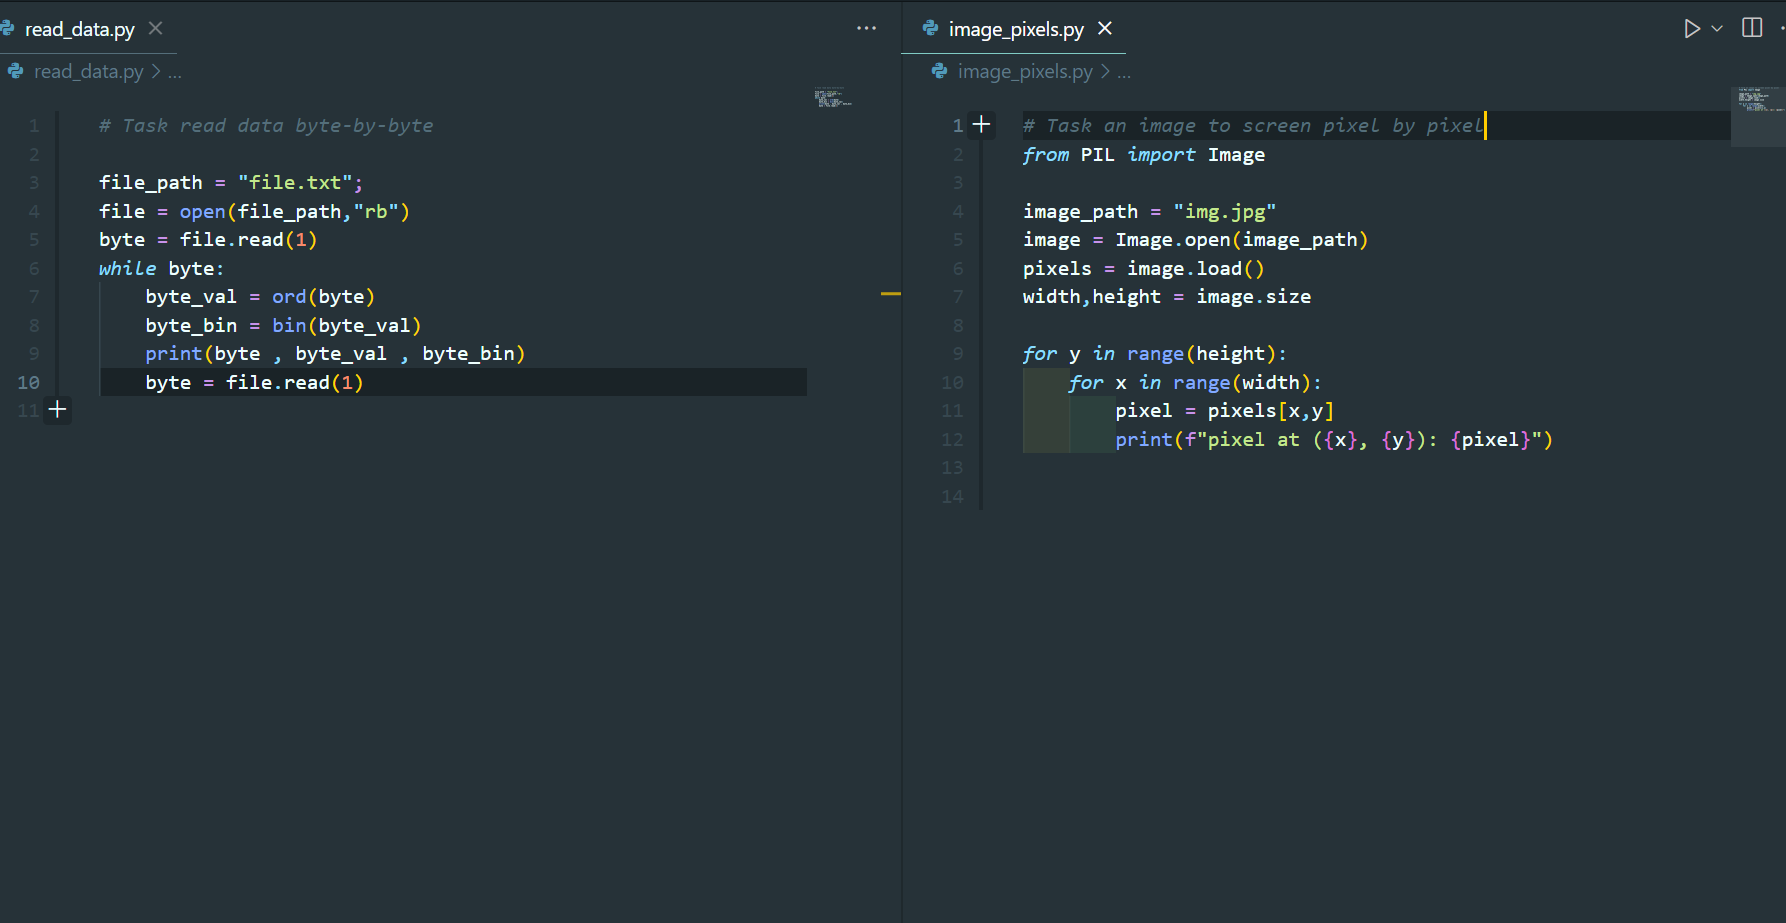 read_data.py
read_data.py > ...
1 # Task read data byte-by-byte
2
3 file_path = "file.txt";
4 file = open(file_path,"rb")
5 byte = file.read(1)
6 while byte:
7     byte_val = ord(byte)
8     byte_bin = bin(byte_val)
9     print(byte , byte_val , byte_bin)
10     byte = file.read(1)
11
image_pixels.py
image_pixels.py > ...
1 # Task an image to screen pixel by pixel
2 from PIL import Image
3
4 image_path = "img.jpg"
5 image = Image.open(image_path)
6 pixels = image.load()
7 width,height = image.size
8
9 for y in range(height):
10     for x in range(width):
11         pixel = pixels[x,y]
12         print(f"pixel at ({x}, {y}): {pixel}")
13
14